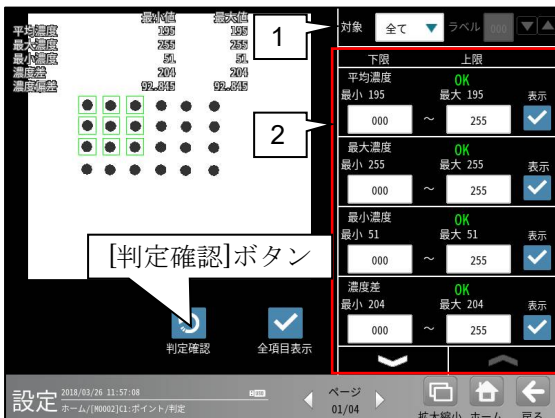 最小値 最大値
平均濃度 195 195
最大濃度 255 255
最小濃度 51 51
濃度差 204 204
濃度偏差 92.845 92.845
1
2
[判定確認]ボタン
判定確認
全項目表示
対象 全て ラベル 000
下限 上限
平均濃度 OK
最小 195 最大 195 表示
000 ～ 255
最大濃度 OK
最小 255 最大 255 表示
000 ～ 255
最小濃度 OK
最小 51 最大 51 表示
000 ～ 255
濃度差 OK
最小 204 最大 204 表示
000 ～ 255
設定 2018/03/26 11:57:08
ホーム/[M0002]C1:ポイント/判定
ページ
01/04
拡大縮小 ホーム 戻る